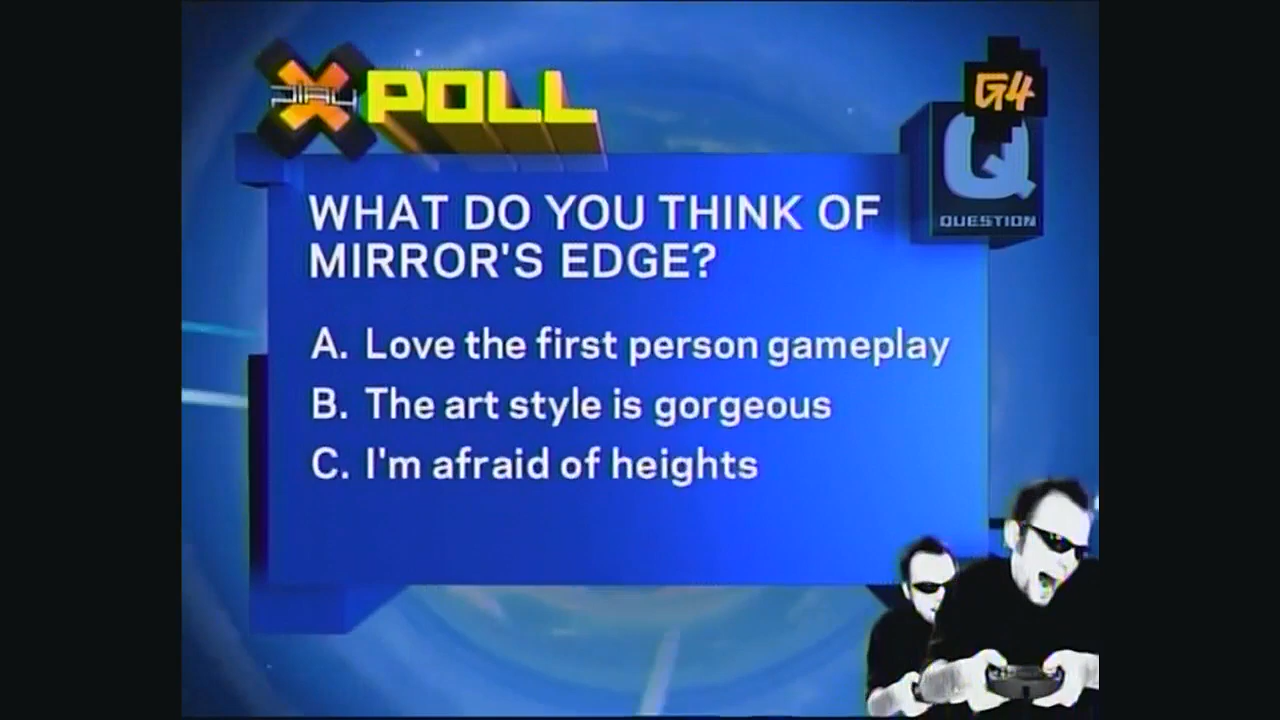 PLAY POLL
G4
Q
QUESTION
WHAT DO YOU THINK OF
MIRROR'S EDGE?
A. Love the first person gameplay
B. The art style is gorgeous
C. I'm afraid of heights